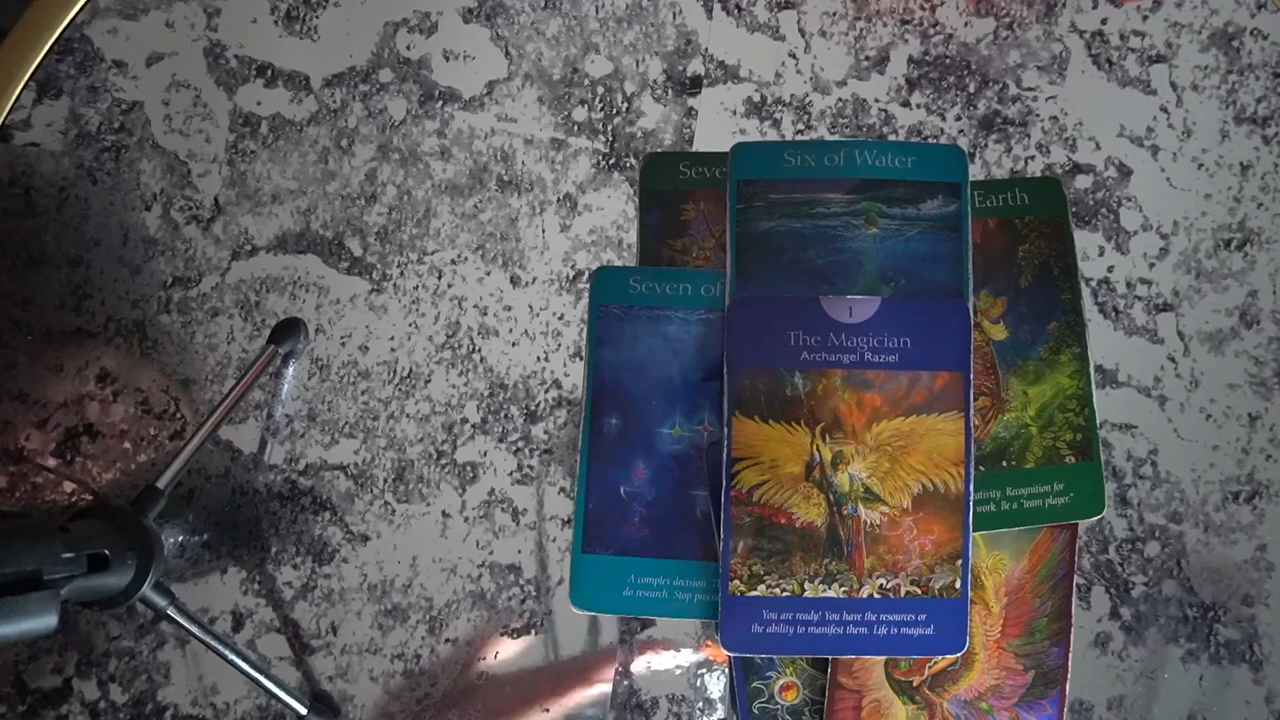 Six of Water
Seve
Earth
Seven of
1
The Magician
Archangel Raziel
ativity. Recognition for
work. Be a "team player."
A complex decision.
do research. Stop
You are ready! You have the resources or
the ability to manifest them. Life is magical.